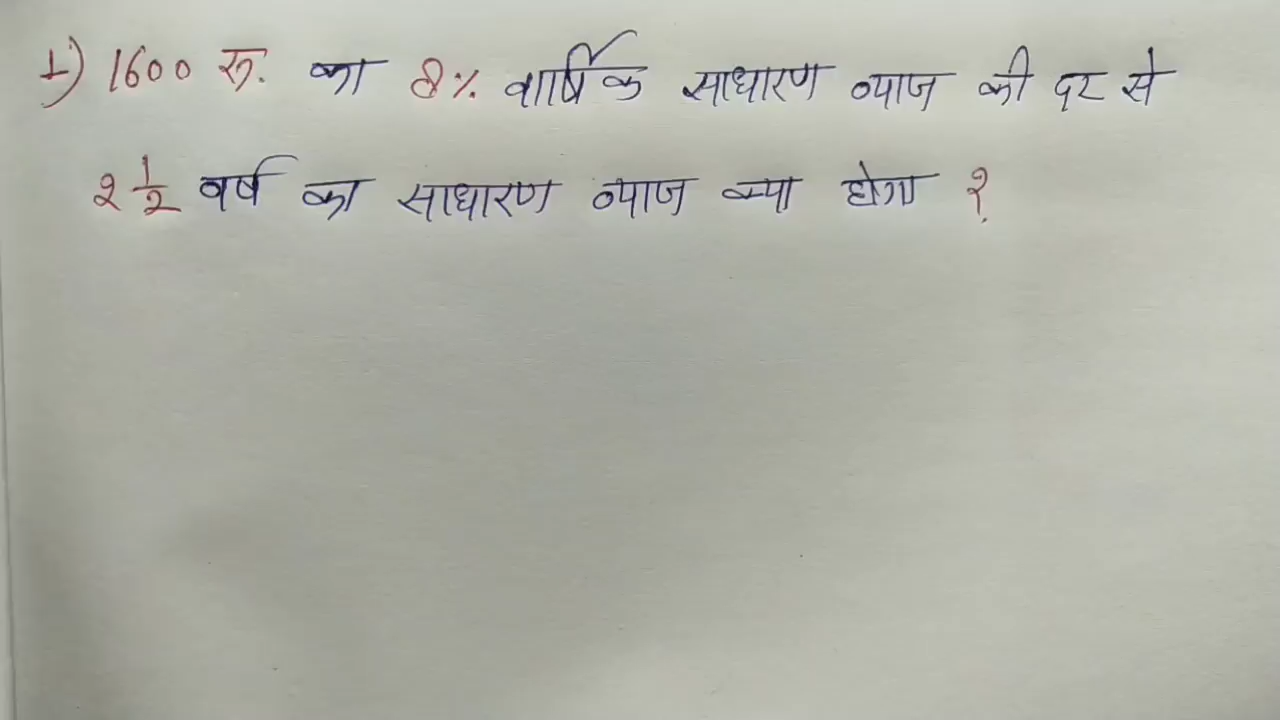 1) 1600 रू. का 8% वार्षिक साधारण ब्याज की दर से
2 1/2 वर्ष का साधारण ब्याज क्या होगा ?